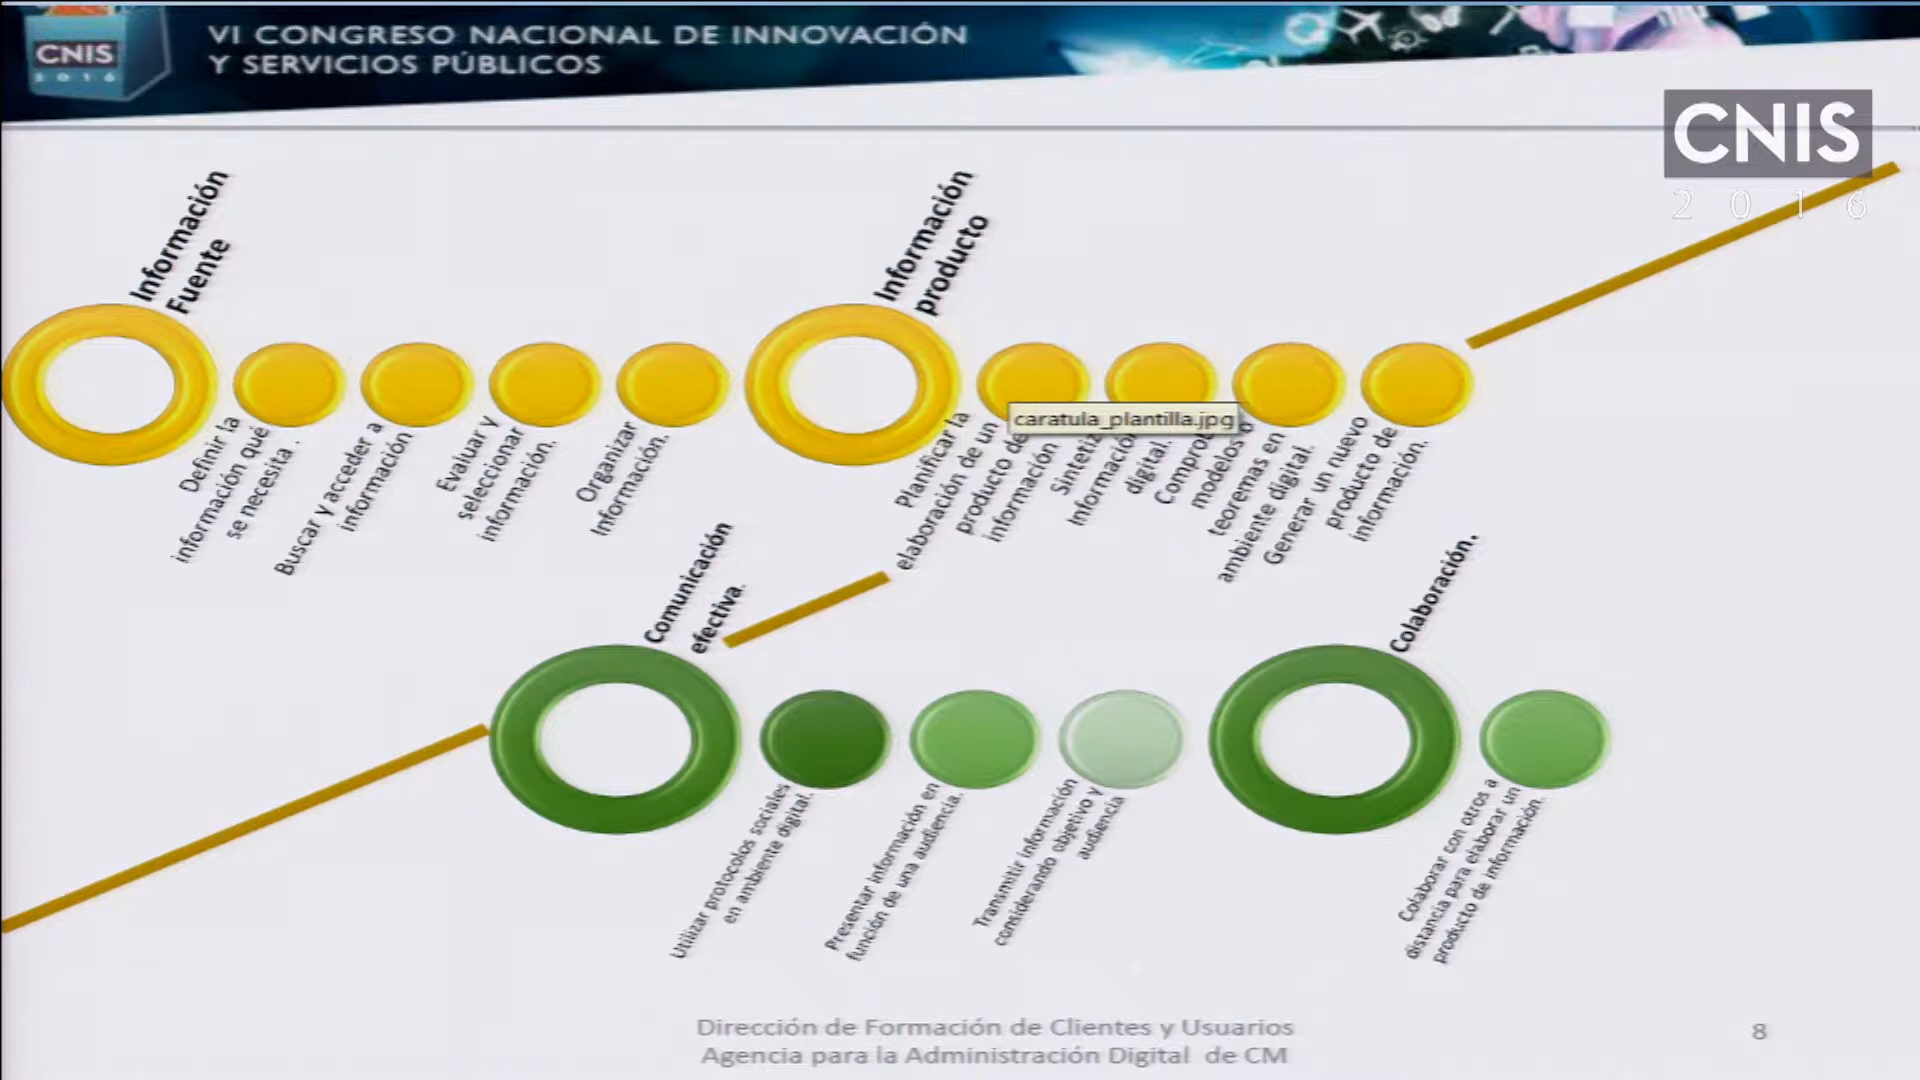 CNIS
2016
VI CONGRESO NACIONAL DE INNOVACIÓN
Y SERVICIOS PÚBLICOS
CNIS
2016
Información
Fuente
Definir la
información que
se necesita .
Buscar y acceder a
información
Evaluar y
seleccionar
información.
Organizar
Información.
Información
producto
Planificar la
elaboración de un
producto de
información
Información
digital.
modelos o
teoremas en
ambiente digital.
Generar un nuevo
producto de
información.
caratula_plantilla.jpg
Comunicación
efectiva.
Utilizar protocolos sociales
en ambiente digital.
Presentar información en
función de una audiencia.
Transmitir información
considerando objetivo y
audiencia
Colaboración.
Colaborar con otros a
distancia para elaborar un
producto de información.
Dirección de Formación de Clientes y Usuarios
Agencia para la Administración Digital de CM
8